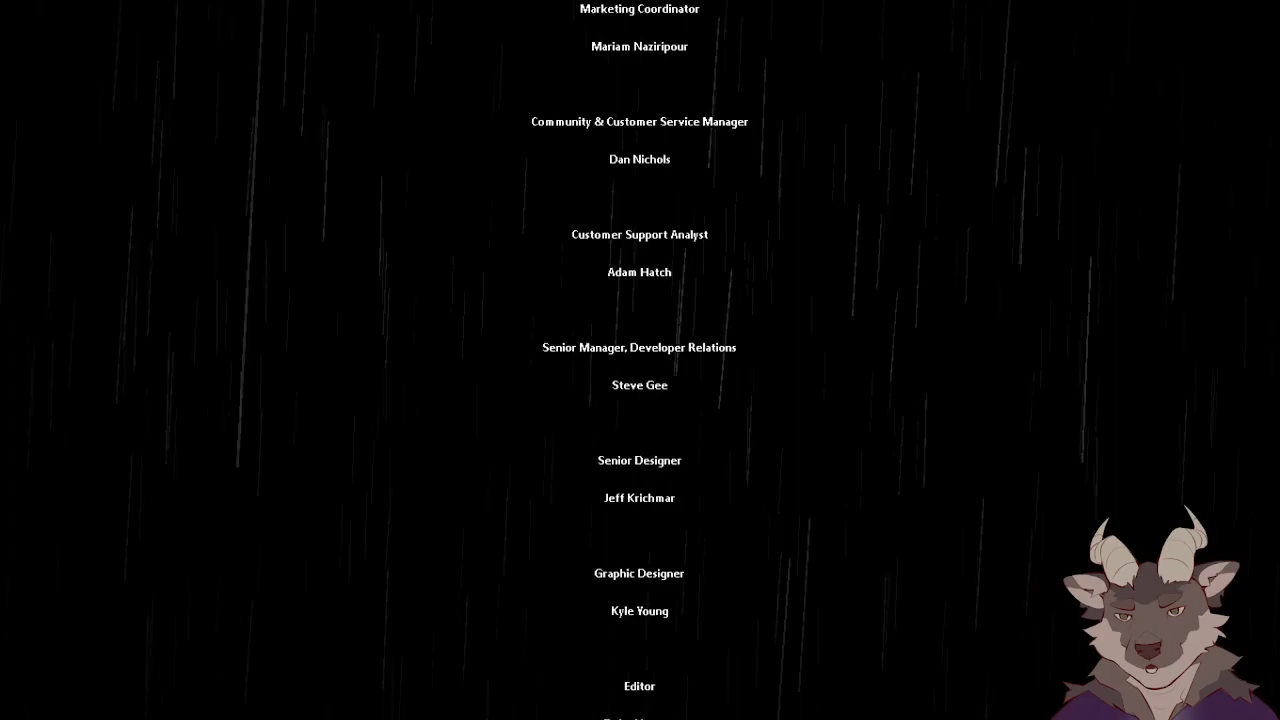 Marketing Coordinator
Mariam Naziripour
Community & Customer Service Manager
Dan Nichols
Customer Support Analyst
Adam Hatch
Senior Manager, Developer Relations
Steve Gee
Senior Designer
Jeff Krichmar
Graphic Designer
Kyle Young
Editor